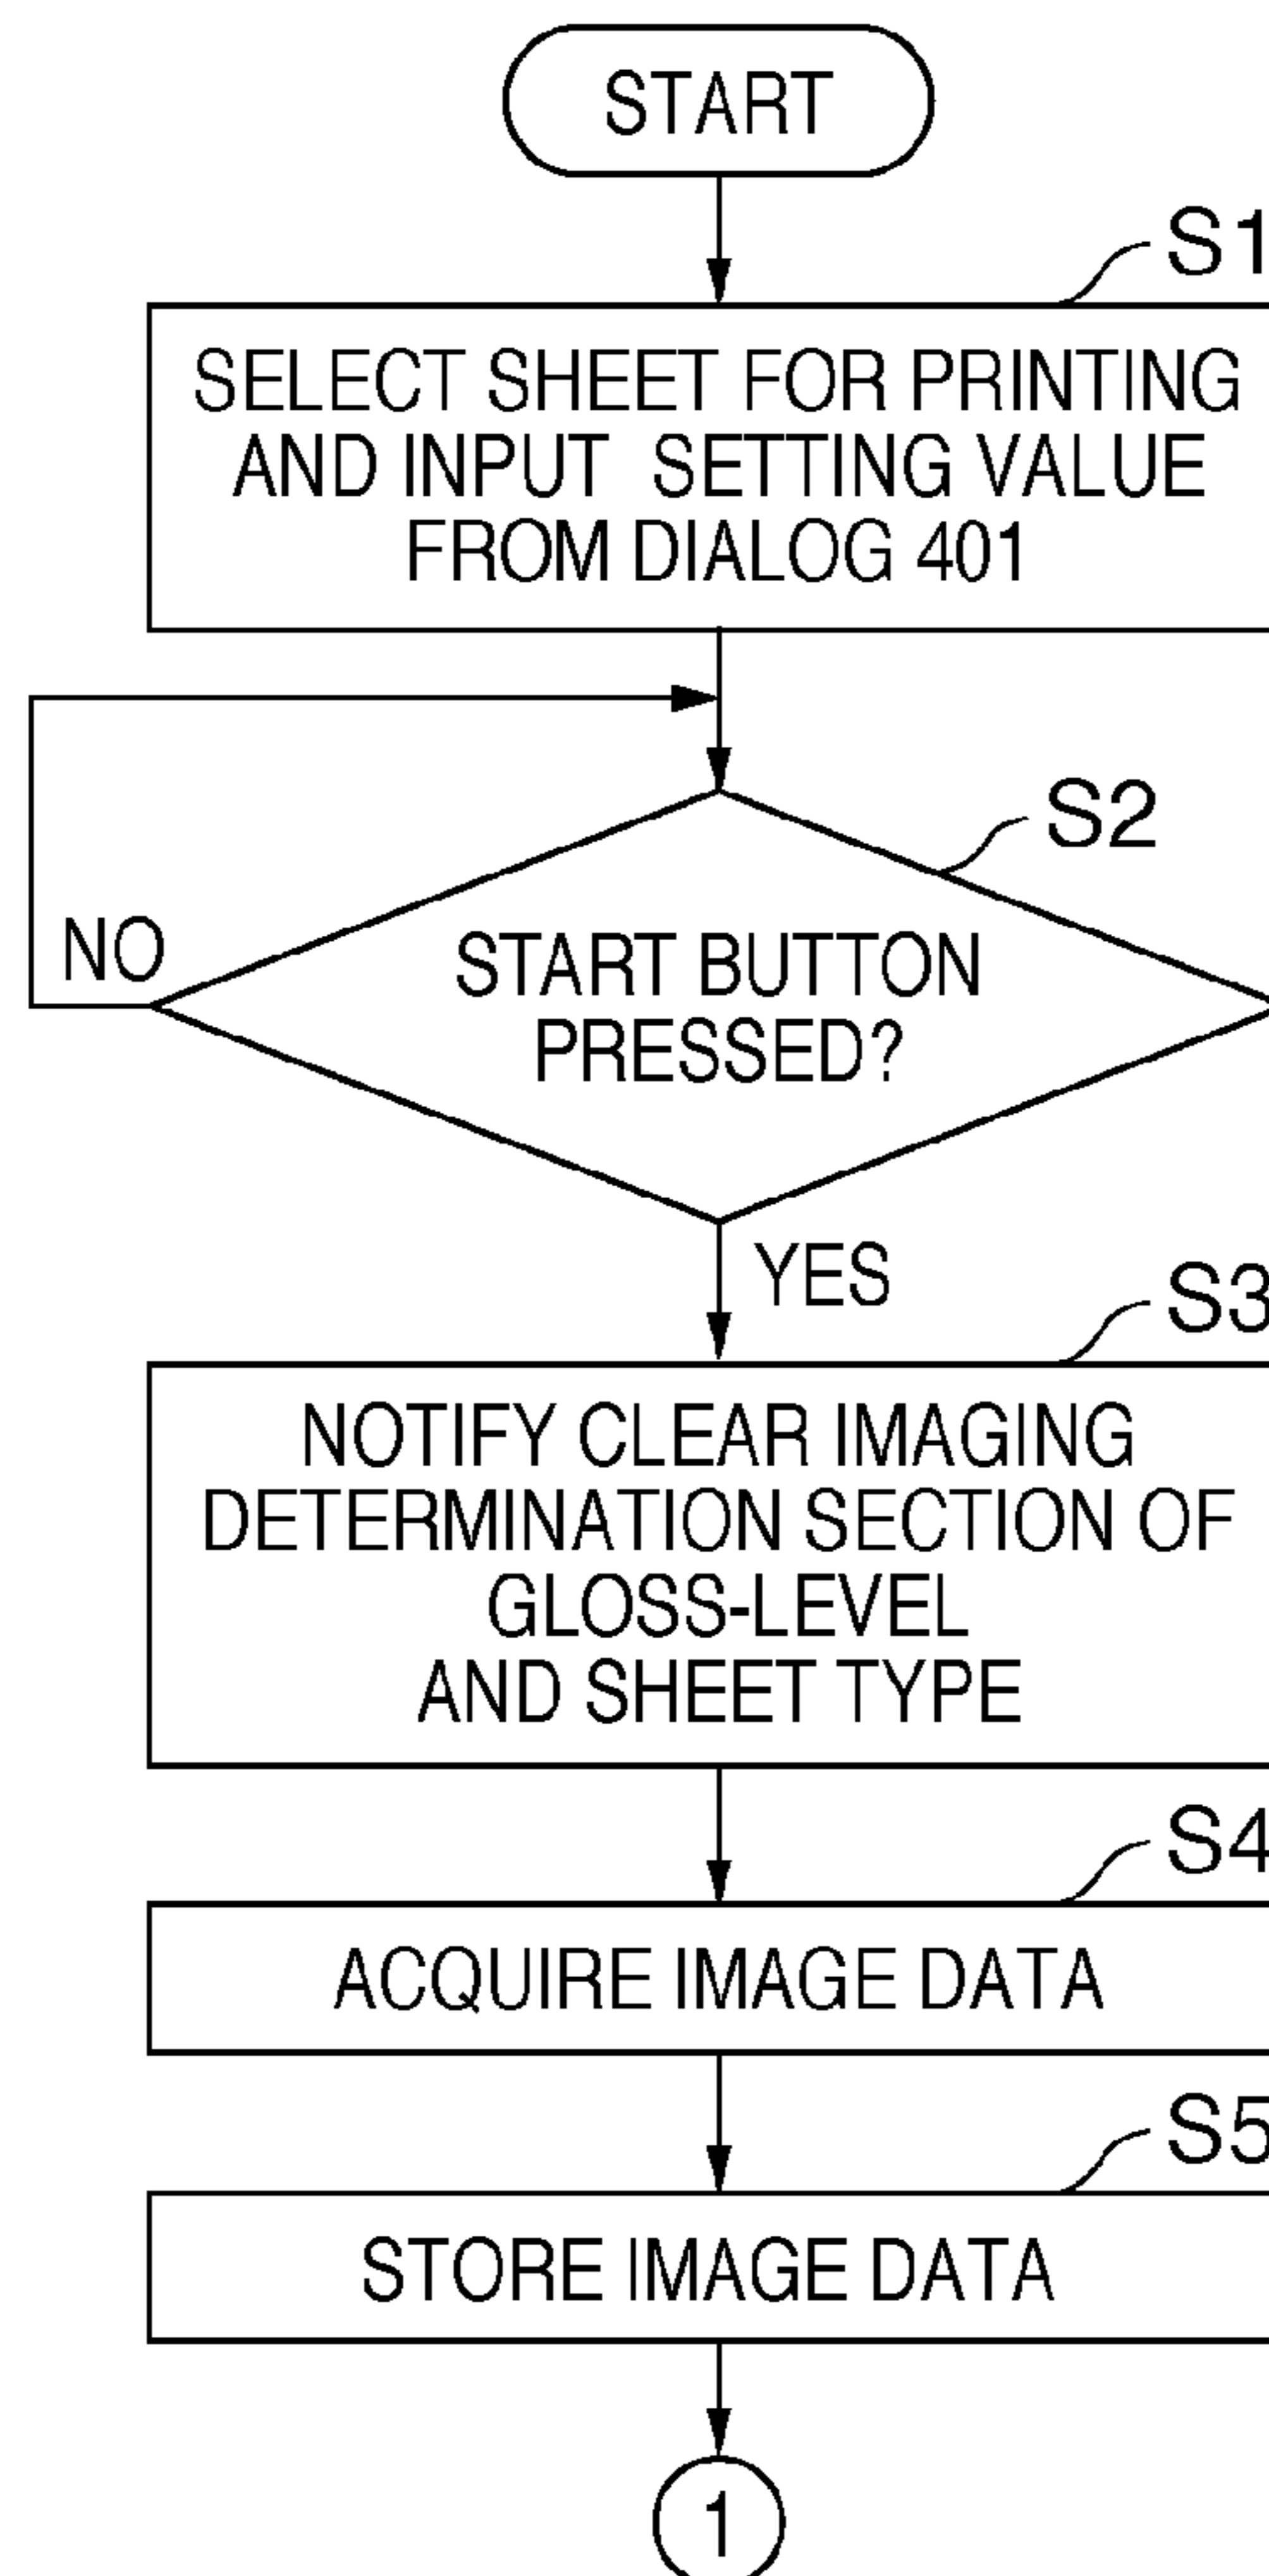 START
S1
SELECT SHEET FOR PRINTING
AND INPUT SETTING VALUE
FROM DIALOG 401
S2
NO
START BUTTON
PRESSED?
YES
S3
NOTIFY CLEAR IMAGING
DETERMINATION SECTION OF
GLOSS-LEVEL
AND SHEET TYPE
S4
ACQUIRE IMAGE DATA
S5
STORE IMAGE DATA
1